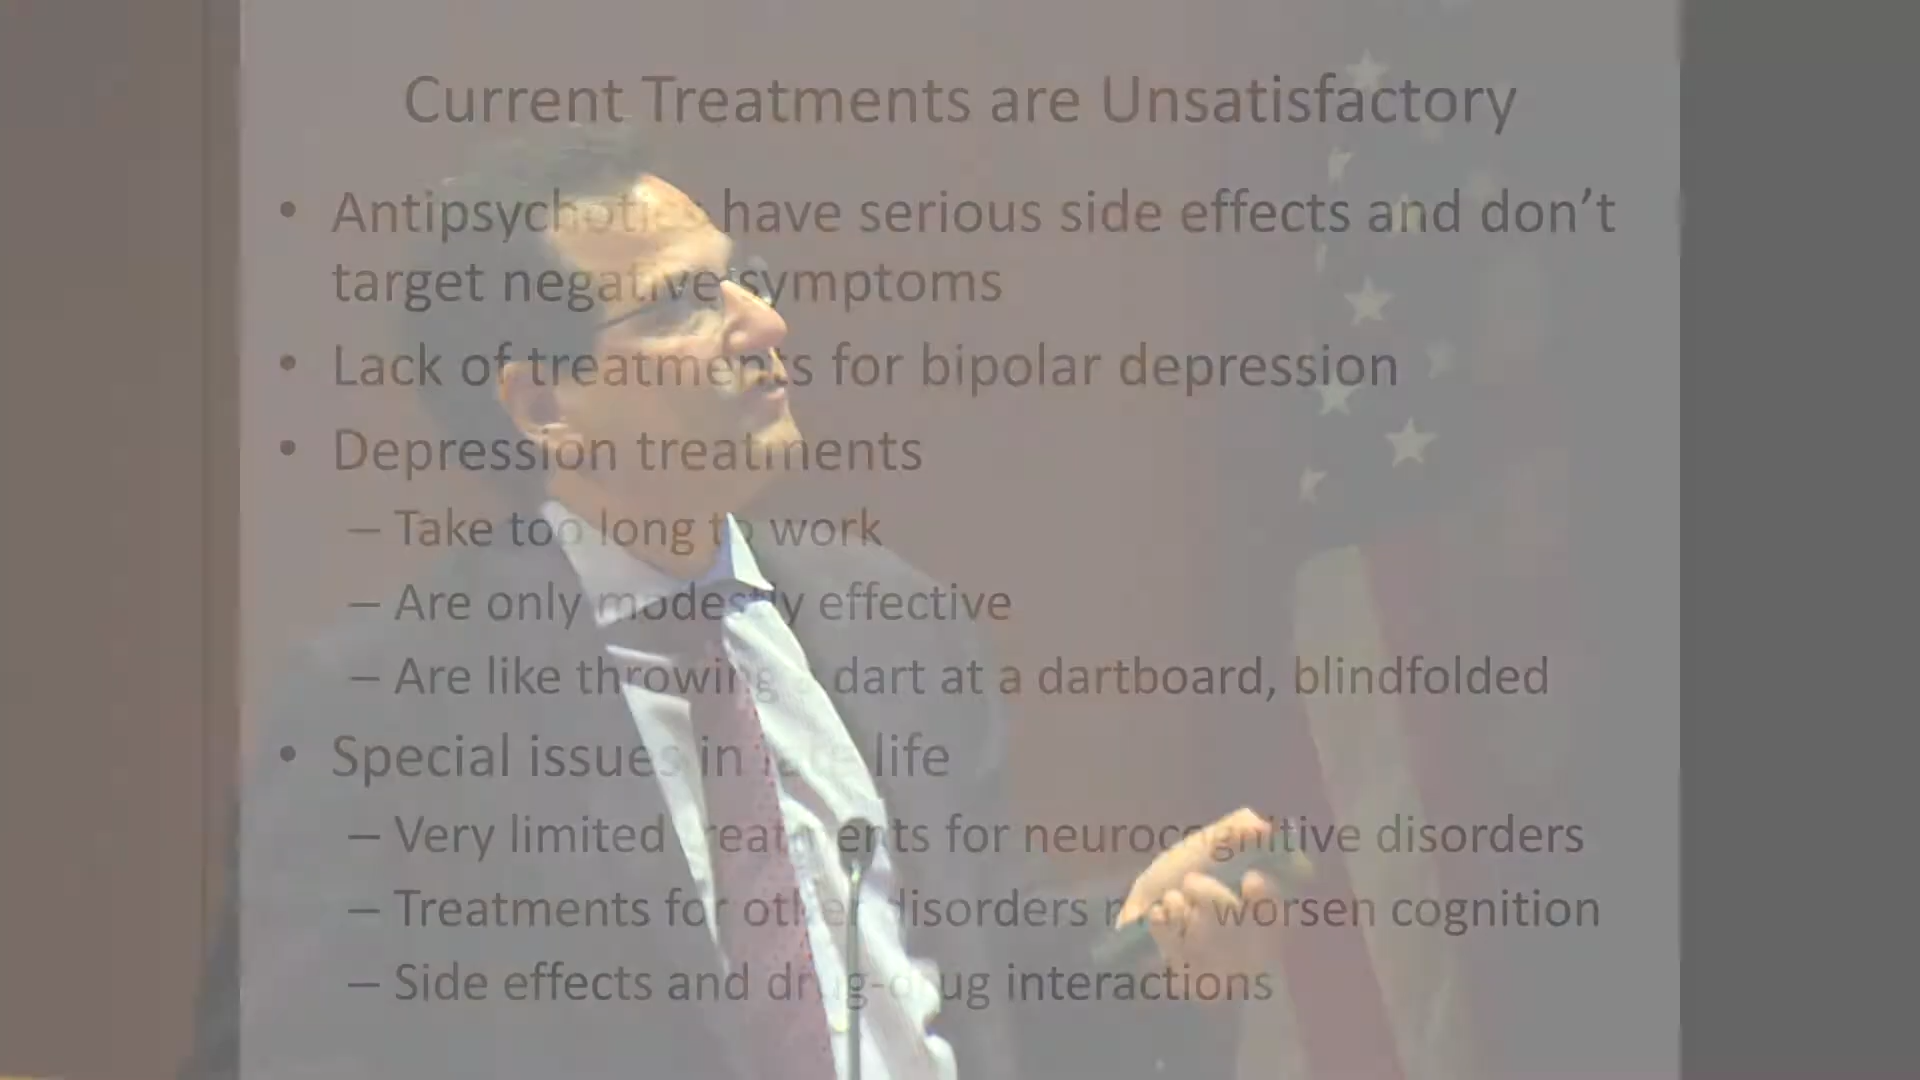 Current Treatments are Unsatisfactory
• Antipsychotics have serious side effects and don't
target negative symptoms
• Lack of treatments for bipolar depression
• Depression treatments
– Take too long to work
– Are only modestly effective
– Are like throwing a dart at a dartboard, blindfolded
• Special issues in late life
– Very limited treatments for neurocognitive disorders
– Treatments for other disorders may worsen cognition
– Side effects and drug-drug interactions